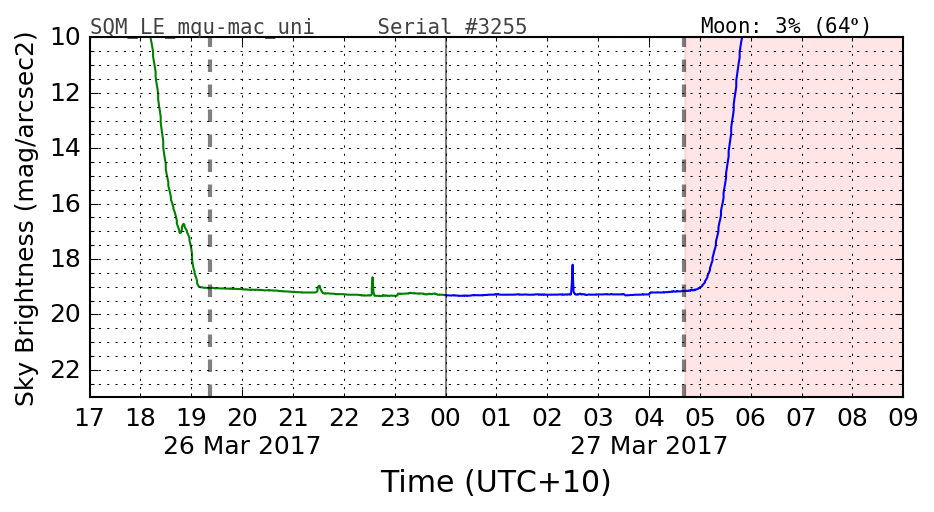 SQM_LE_mqu-mac_uni Serial #3255 Moon: 3% (64°)
Sky Brightness (mag/arcsec2)
10
12
14
16
18
20
22
17 18 19 20 21 22 23 00 01 02 03 04 05 06 07 08 09
26 Mar 2017 27 Mar 2017
Time (UTC+10)